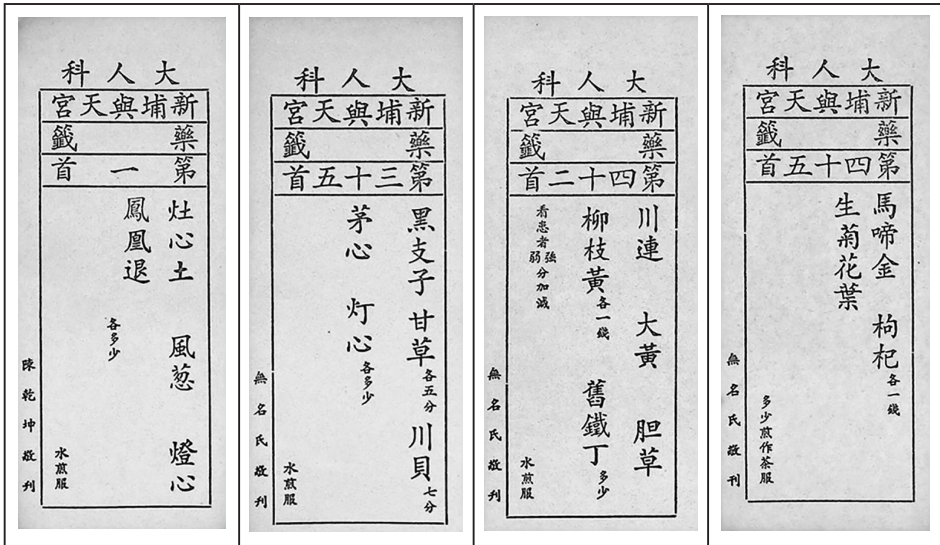 大人科
新埔與天宮
藥籤
第一首
灶心土 風葱 燈心
鳳凰退
各多少
水煎服
陳乾坤敬刊
大人科
新埔與天宮
藥籤
第三十五首
黑支子 甘草各五分 川貝七分
茅心 灯心各多少
水煎服
無名氏敬刊
大人科
新埔與天宮
藥籤
第四十二首
川連 大黃 胆草
柳枝黃各一錢 舊鐵丁多少
看患者強弱分加減
水煎服
無名氏敬刊
大人科
新埔與天宮
藥籤
第四十五首
馬啼金 枸杞各一錢
生菊花葉
多少煎作茶服
無名氏敬刊